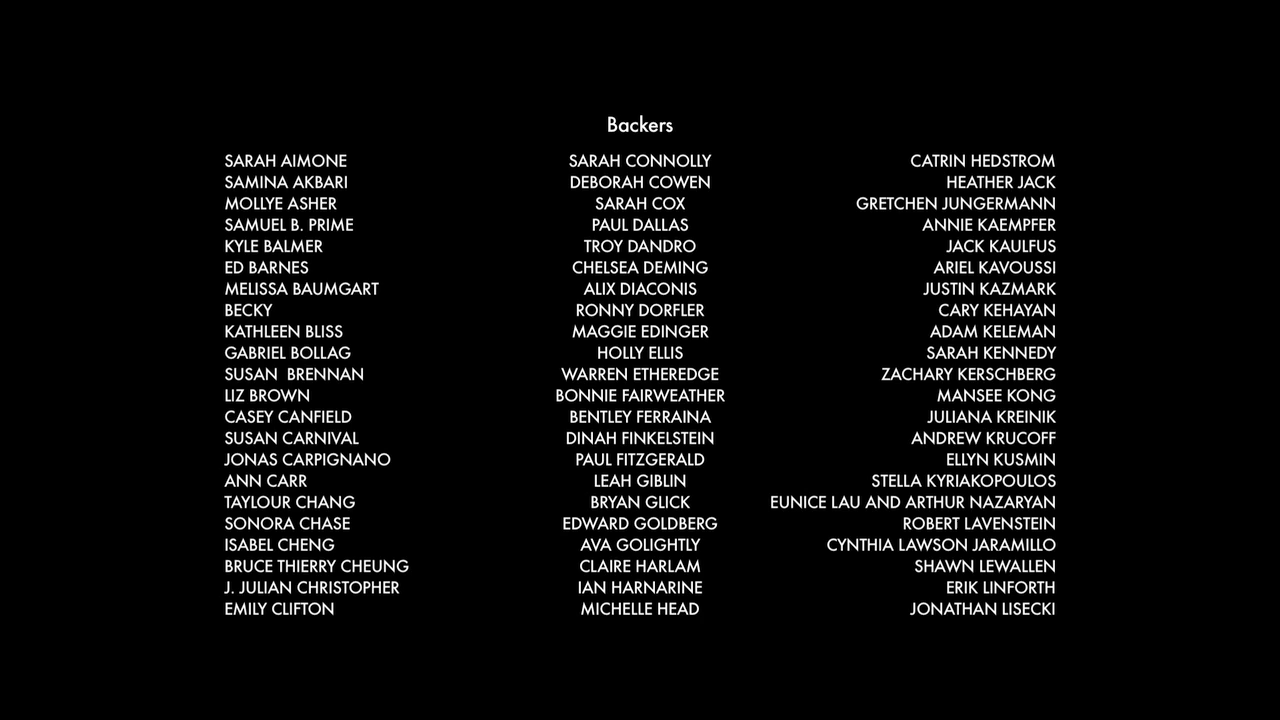 Backers
SARAH AIMONE
SAMINA AKBARI
MOLLYE ASHER
SAMUEL B. PRIME
KYLE BALMER
ED BARNES
MELISSA BAUMGART
BECKY
KATHLEEN BLISS
GABRIEL BOLLAG
SUSAN  BRENNAN
LIZ BROWN
CASEY CANFIELD
SUSAN CARNIVAL
JONAS CARPIGNANO
ANN CARR
TAYLOUR CHANG
SONORA CHASE
ISABEL CHENG
BRUCE THIERRY CHEUNG
J. JULIAN CHRISTOPHER
EMILY CLIFTON
SARAH CONNOLLY
DEBORAH COWEN
SARAH COX
PAUL DALLAS
TROY DANDRO
CHELSEA DEMING
ALIX DIACONIS
RONNY DORFLER
MAGGIE EDINGER
HOLLY ELLIS
WARREN ETHEREDGE
BONNIE FAIRWEATHER
BENTLEY FERRAINA
DINAH FINKELSTEIN
PAUL FITZGERALD
LEAH GIBLIN
BRYAN GLICK
EDWARD GOLDBERG
AVA GOLIGHTLY
CLAIRE HARLAM
IAN HARNARINE
MICHELLE HEAD
CATRIN HEDSTROM
HEATHER JACK
GRETCHEN JUNGERMANN
ANNIE KAEMPFER
JACK KAULFUS
ARIEL KAVOUSSI
JUSTIN KAZMARK
CARY KEHAYAN
ADAM KELEMAN
SARAH KENNEDY
ZACHARY KERSCHBERG
MANSEE KONG
JULIANA KREINIK
ANDREW KRUCOFF
ELLYN KUSMIN
STELLA KYRIAKOPOULOS
EUNICE LAU AND ARTHUR NAZARYAN
ROBERT LAVENSTEIN
CYNTHIA LAWSON JARAMILLO
SHAWN LEWALLEN
ERIK LINFORTH
JONATHAN LISECKI